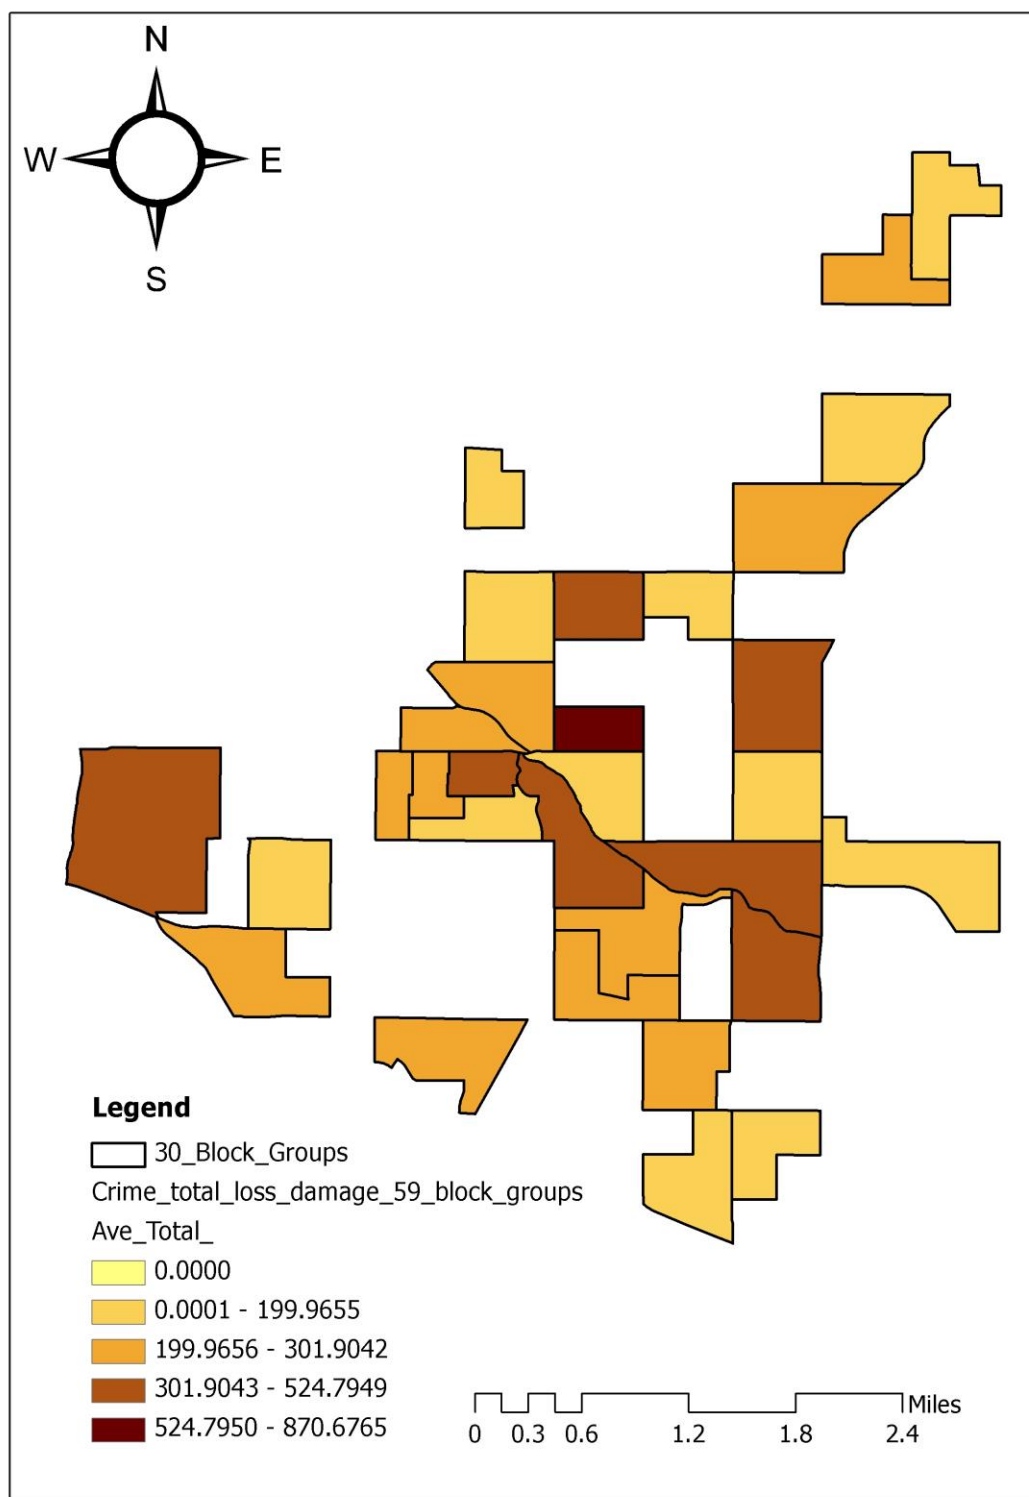 N
W E
S
Legend
30_Block_Groups
Crime_total_loss_damage_59_block_groups
Ave_Total_
0.0000
0.0001 - 199.9655
199.9656 - 301.9042
301.9043 - 524.7949
524.7950 - 870.6765
Miles
0 0.3 0.6 1.2 1.8 2.4